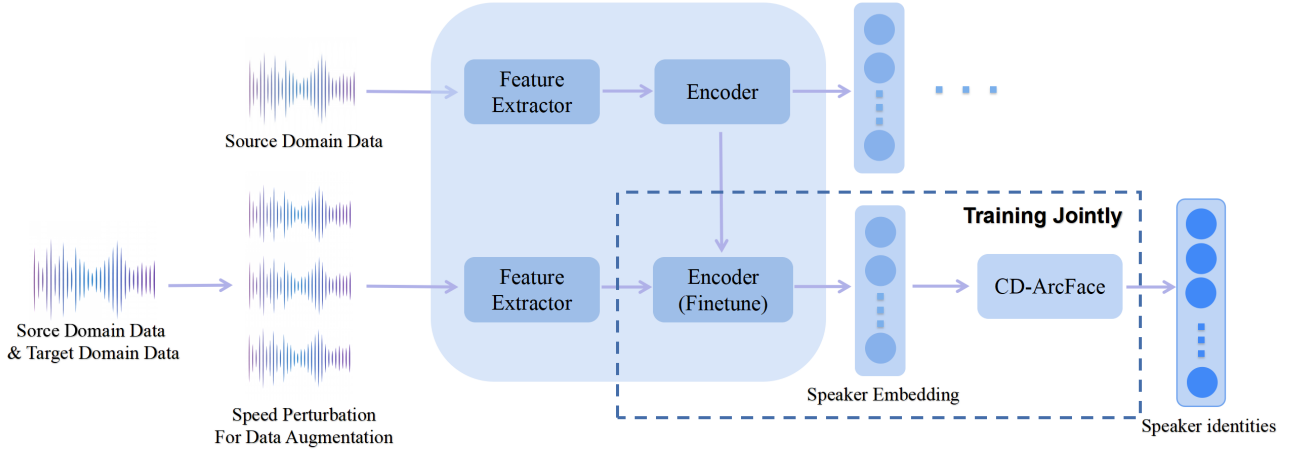 Feature
Extractor
Encoder
Source Domain Data
Training Jointly
Feature
Extractor
Encoder
(Finetune)
CD-ArcFace
Sorce Domain Data
& Target Domain Data
Speaker Embedding
Speed Perturbation
For Data Augmentation
Speaker identities